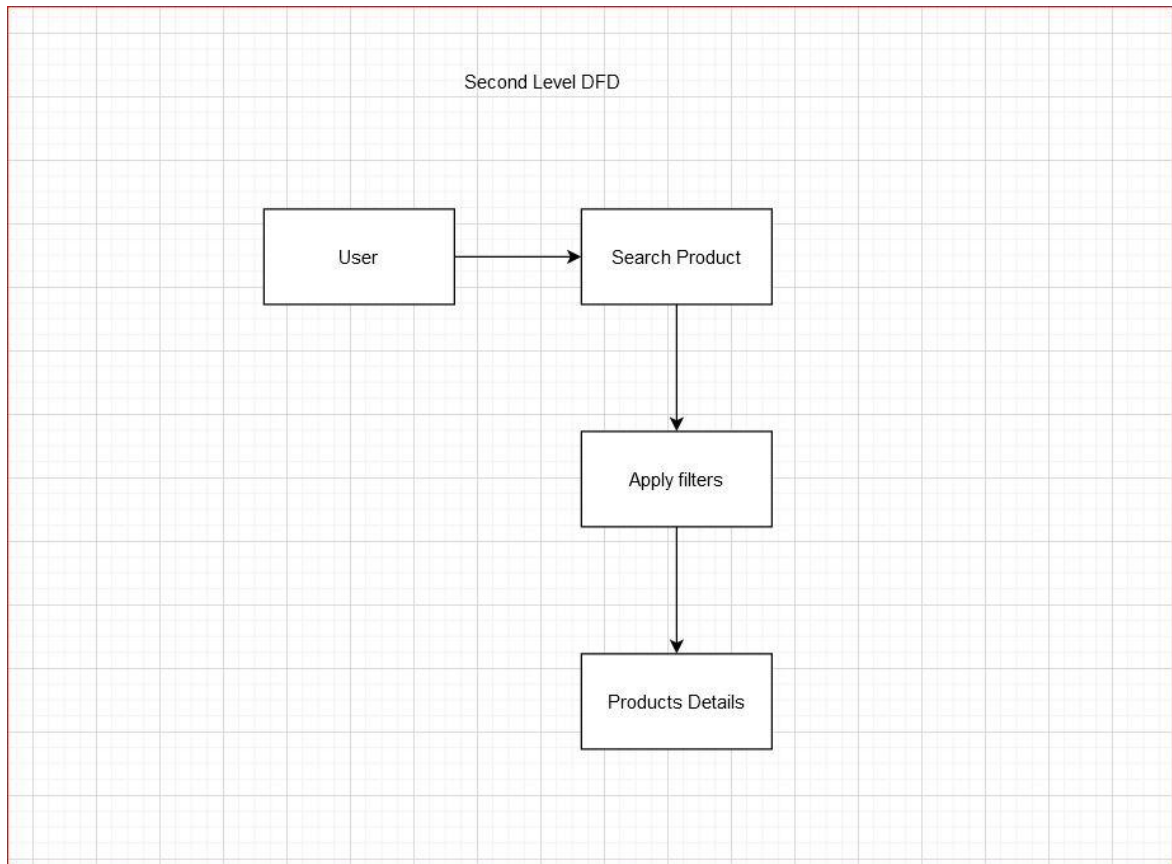 Second Level DFD
User
Search Product
Apply filters
Products Details